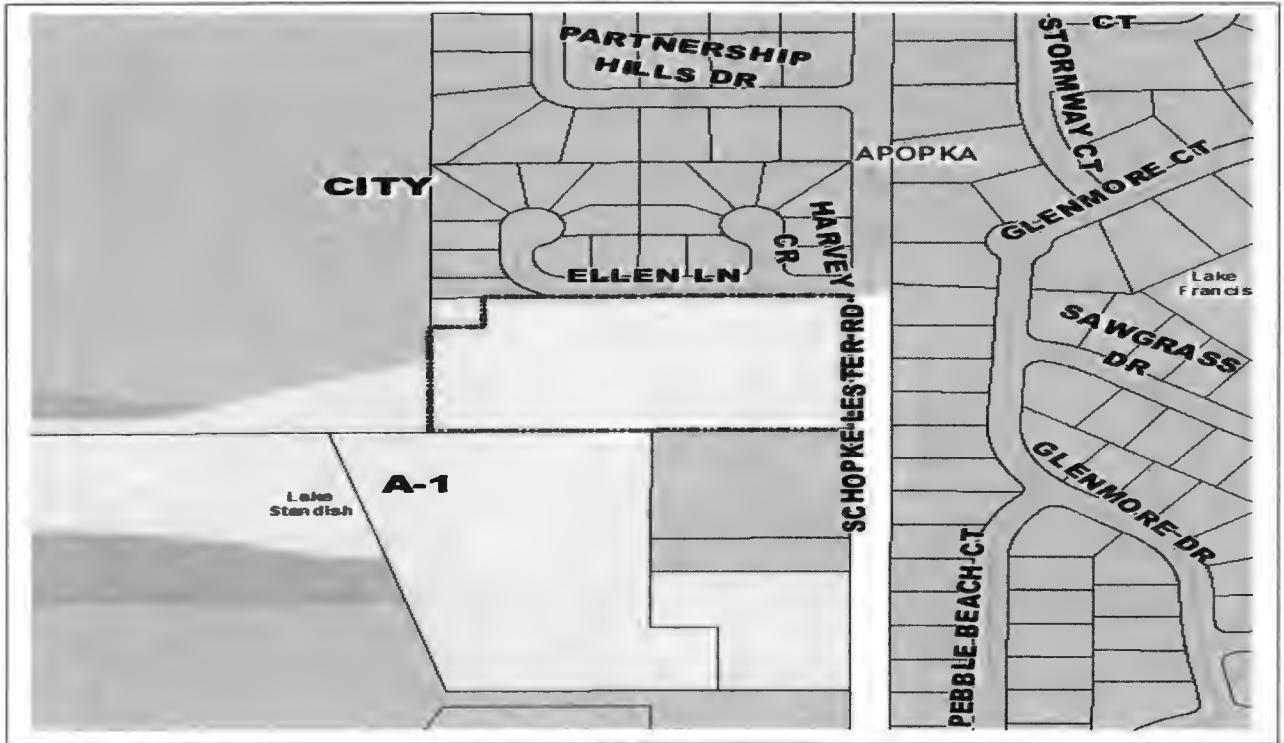 PARTNERSHIP
HILLS DR
CT
STORMWAY CT
APOPKA
CITY
GLENMORE CT
HARVEY
CR
ELLEN LN
Lake
Francis
SAWGRASS
DR
SCHOPKE-LESTER-RD
A-1
Lake
Standish
GLENMORE-DR
PEBBLE-BEACH-CT